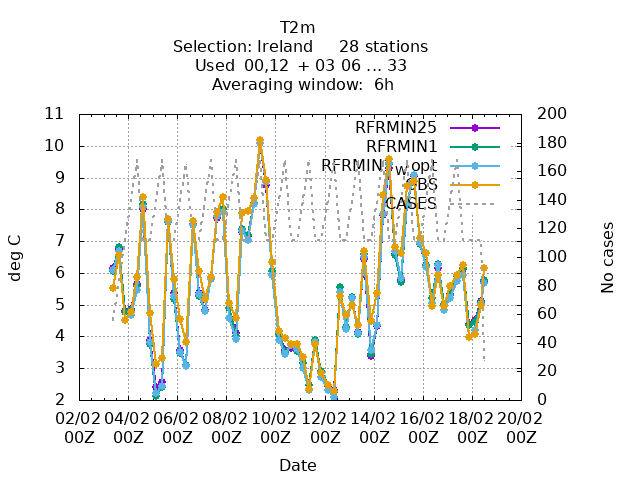 T2m
Selection: Ireland 28 stations
Used 00,12 + 03 06 ... 33
Averaging window: 6h
11
10
9
8
7
6
5
4
3
2
deg C
200
180
160
140
120
100
80
60
40
20
0
No cases
RFRMIN25
RFRMIN1
RFRMIN1_w_opt
OBS
CASES
02/02 04/02 06/02 08/02 10/02 12/02 14/02 16/02 18/02 20/02
00Z 00Z 00Z 00Z 00Z 00Z 00Z 00Z 00Z 00Z
Date